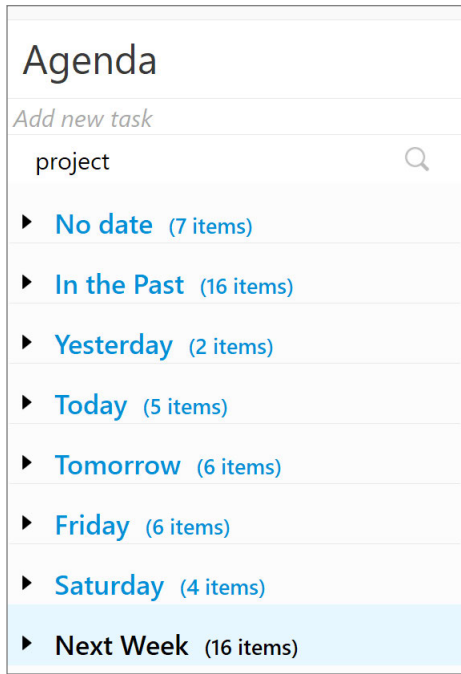 Agenda
Add new task
project
No date (7 items)
In the Past (16 items)
Yesterday (2 items)
Today (5 items)
Tomorrow (6 items)
Friday (6 items)
Saturday (4 items)
Next Week (16 items)